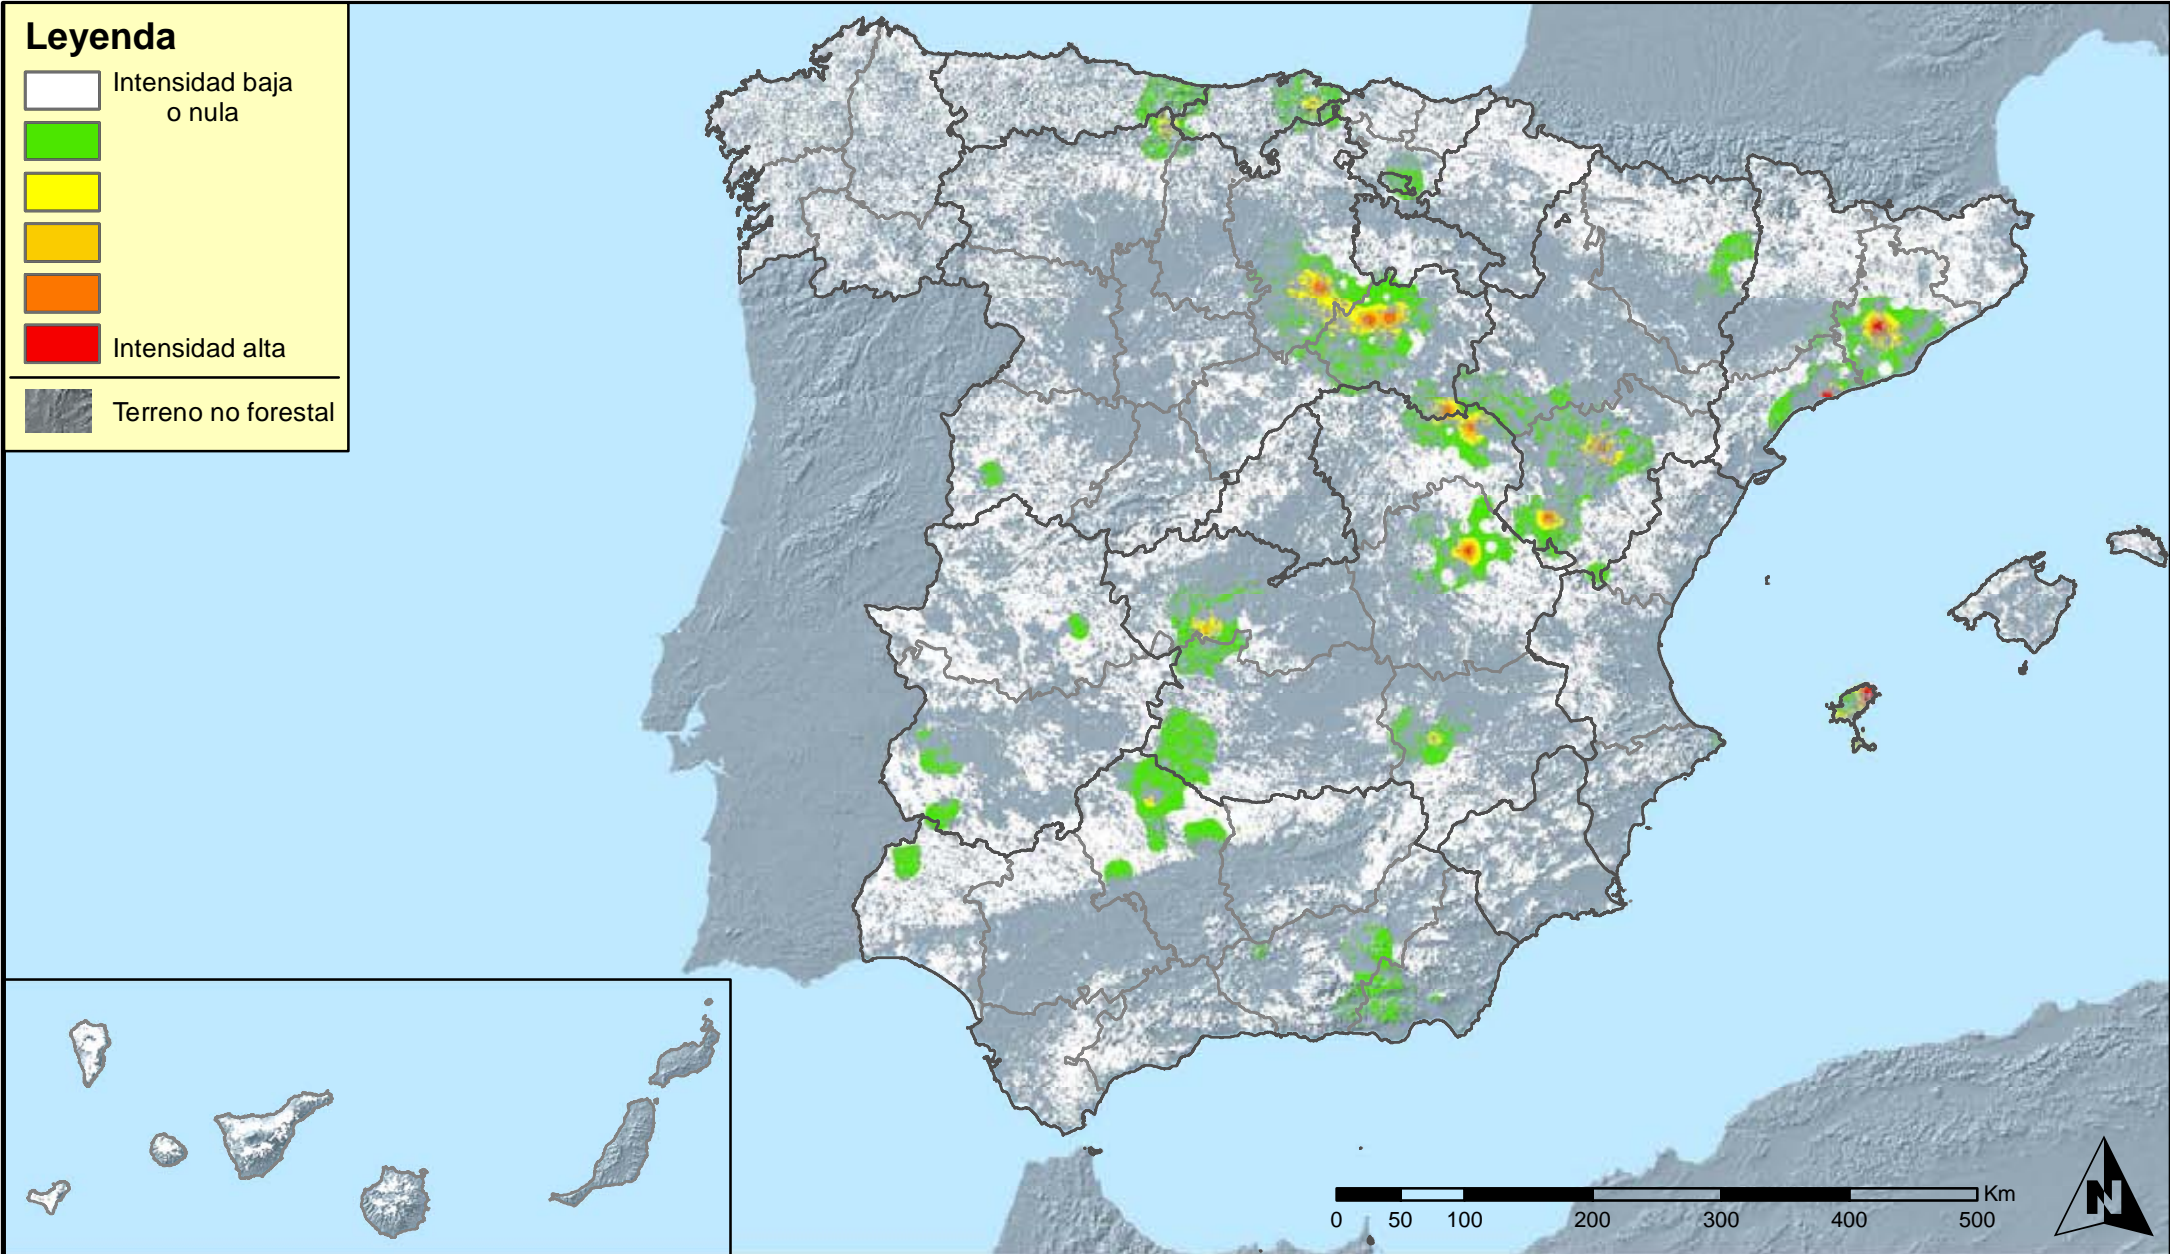 Leyenda
Intensidad baja
o nula
Intensidad alta
Terreno no forestal
Km
0 50 100 200 300 400 500
N